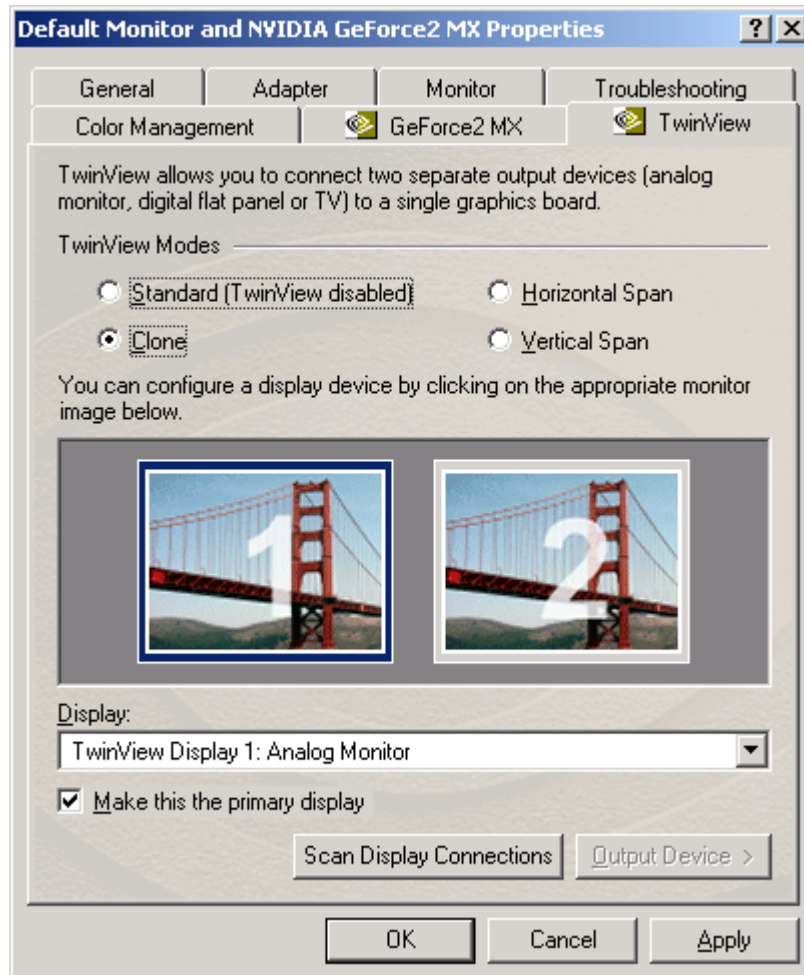 Default Monitor and NVIDIA GeForce2 MX Properties
General Adapter Monitor Troubleshooting
Color Management GeForce2 MX TwinView
TwinView allows you to connect two separate output devices (analog
monitor, digital flat panel or TV) to a single graphics board.
TwinView Modes
Standard (TwinView disabled) Horizontal Span
Clone Vertical Span
You can configure a display device by clicking on the appropriate monitor
image below.
1 2
Display:
TwinView Display 1: Analog Monitor
Make this the primary display
Scan Display Connections Output Device >
OK Cancel Apply